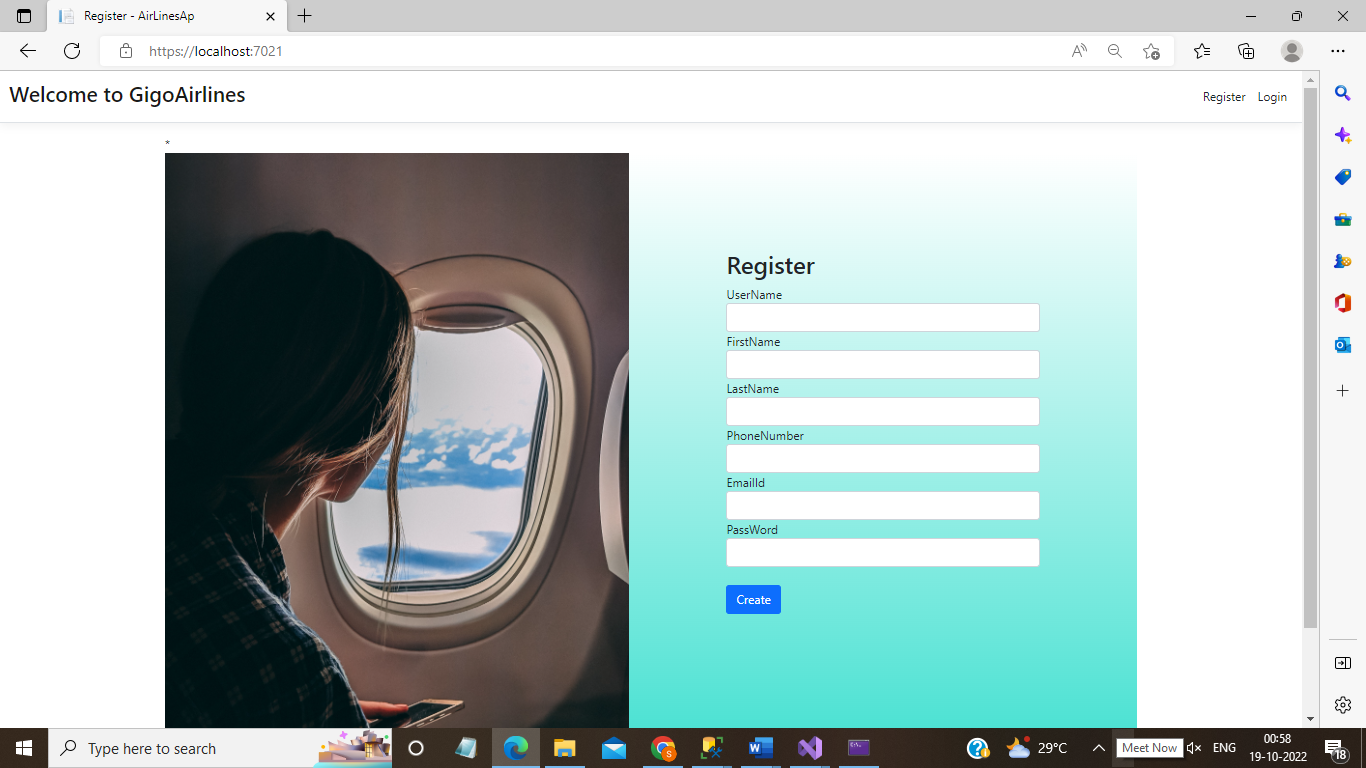 Register - AirLinesAp
https://localhost:7021
Welcome to GigoAirlines
Register Login
*
Register
UserName
FirstName
LastName
PhoneNumber
EmailId
PassWord
Create
Type here to search
29°C
Meet Now
ENG
00:58
19-10-2022
18